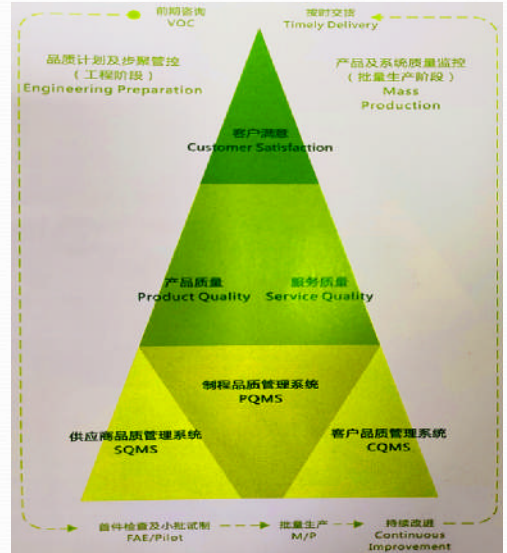 前期咨询
VOC
按时交货
Timely Delivery
品质计划及步聚管控
（工程阶段）
Engineering Preparation
产品及系统质量监控
（批量生产阶段）
Mass
Production
客户满意
Customer Satisfaction
产品质量
Product Quality
服务质量
Service Quality
制程品质管理系统
PQMS
供应商品质管理系统
SQMS
客户品质管理系统
CQMS
首件检查及小批试制
FAE/Pilot
批量生产
M/P
持续改进
Continuous
Improvement